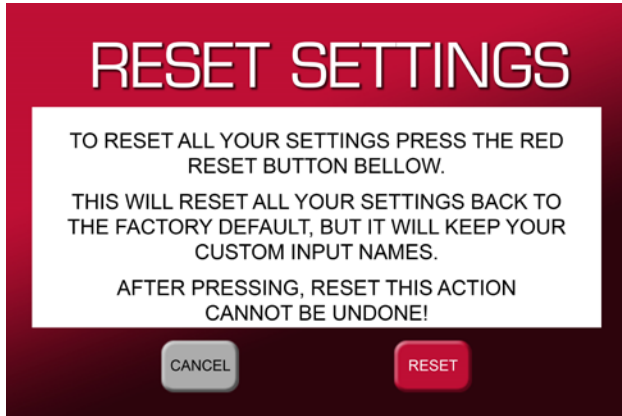 RESET SETTINGS
TO RESET ALL YOUR SETTINGS PRESS THE RED
RESET BUTTON BELLOW.
THIS WILL RESET ALL YOUR SETTINGS BACK TO
THE FACTORY DEFAULT, BUT IT WILL KEEP YOUR
CUSTOM INPUT NAMES.
AFTER PRESSING, RESET THIS ACTION
CANNOT BE UNDONE!
CANCEL
RESET